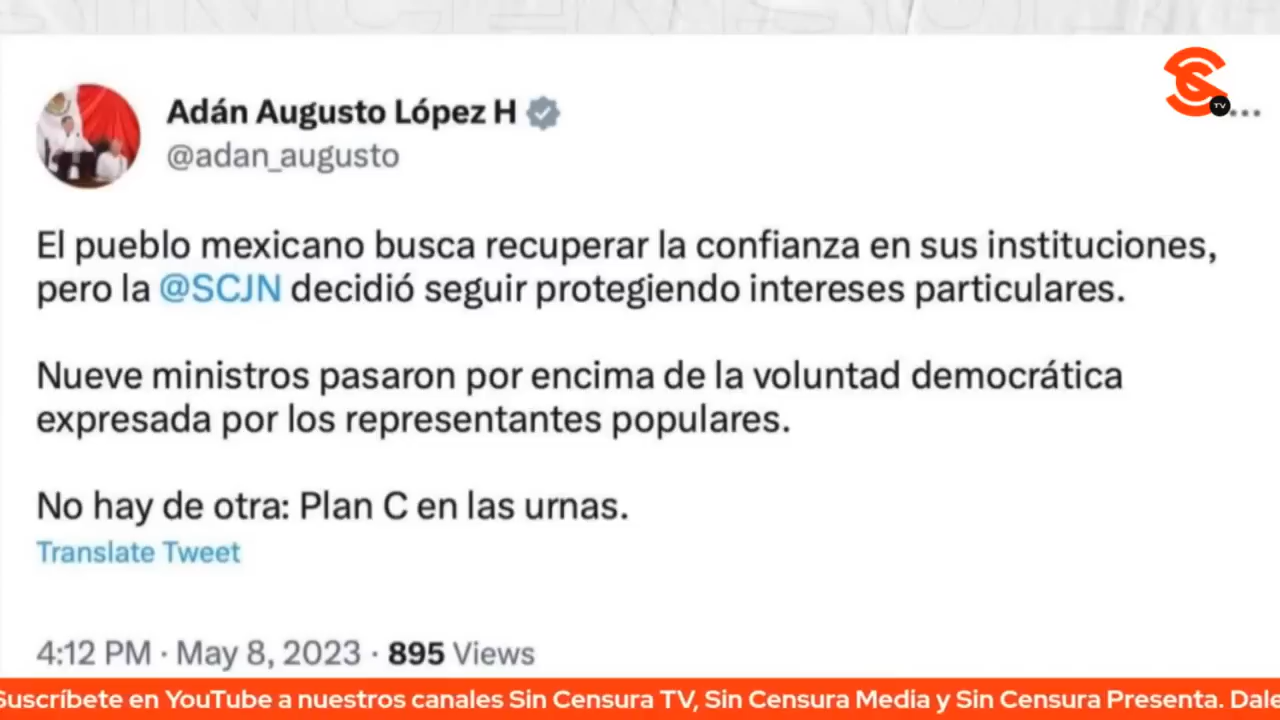 SIN CENSURA
TV
Adán Augusto López H
@adan_augusto
El pueblo mexicano busca recuperar la confianza en sus instituciones,
pero la @SCJN decidió seguir protegiendo intereses particulares.
Nueve ministros pasaron por encima de la voluntad democrática
expresada por los representantes populares.
No hay de otra: Plan C en las urnas.
Translate Tweet
4:12 PM · May 8, 2023 · 895 Views
Suscríbete en YouTube a nuestros canales Sin Censura TV, Sin Censura Media y Sin Censura Presenta. Dale